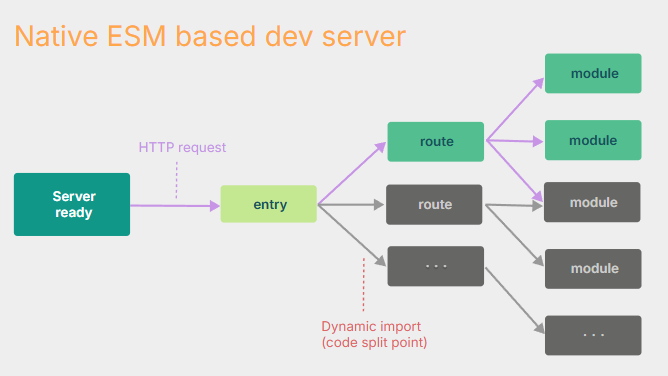 Native ESM based dev server
module
HTTP request
route
module
Server
ready
entry
route
module
· · ·
module
Dynamic import
(code split point)
· · ·